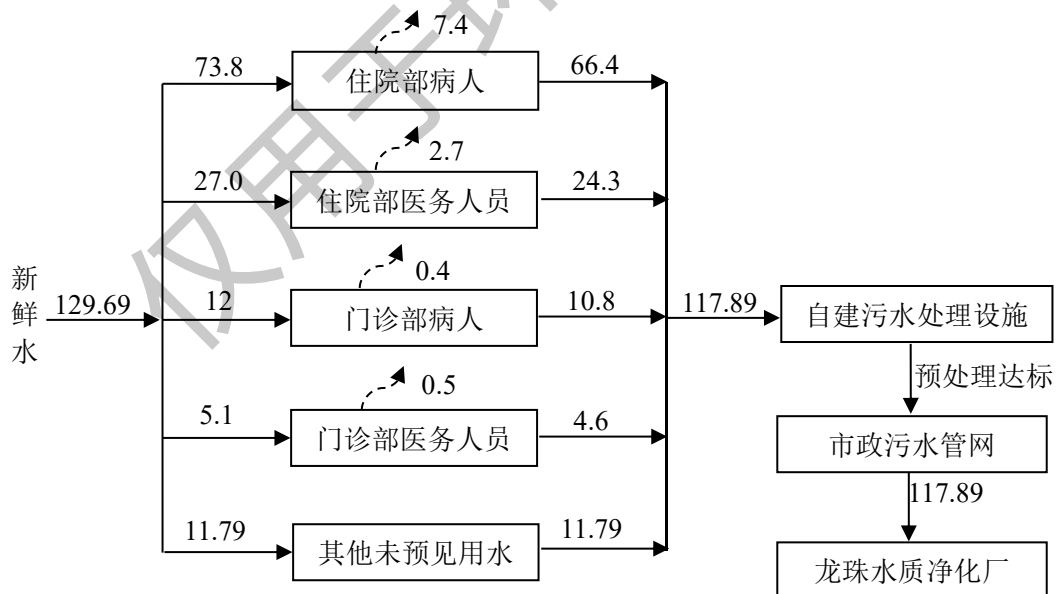 7.4
73.8
住院部病人
66.4
2.7
27.0
住院部医务人员
24.3
0.4
新鲜水
129.69
12
门诊部病人
10.8
117.89
自建污水处理设施
预处理达标
0.5
5.1
门诊部医务人员
4.6
市政污水管网
117.89
11.79
其他未预见用水
11.79
龙珠水质净化厂
仅用于